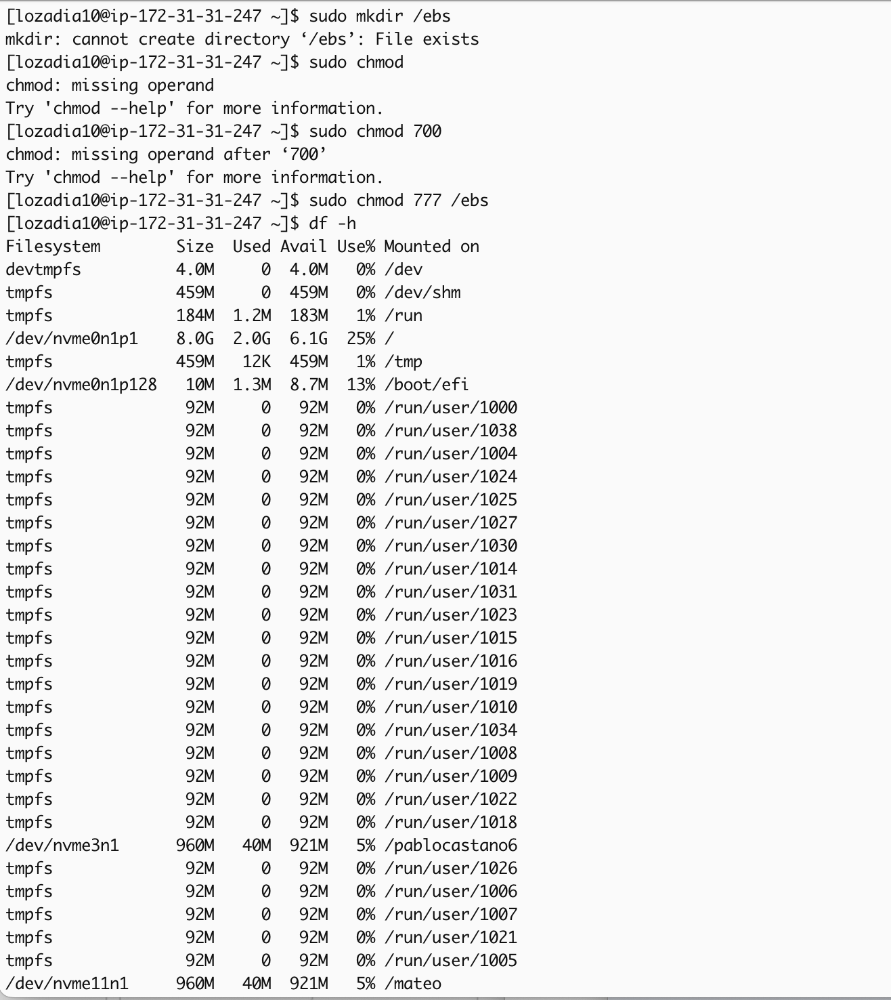 [lozadia10@ip-172-31-31-247 ~]$ sudo mkdir /ebs
mkdir: cannot create directory ‘/ebs’: File exists
[lozadia10@ip-172-31-31-247 ~]$ sudo chmod
chmod: missing operand
Try 'chmod --help' for more information.
[lozadia10@ip-172-31-31-247 ~]$ sudo chmod 700
chmod: missing operand after ‘700’
Try 'chmod --help' for more information.
[lozadia10@ip-172-31-31-247 ~]$ sudo chmod 777 /ebs
[lozadia10@ip-172-31-31-247 ~]$ df -h
Filesystem        Size  Used Avail Use% Mounted on
devtmpfs          4.0M     0  4.0M   0% /dev
tmpfs             459M     0  459M   0% /dev/shm
tmpfs             184M  1.2M  183M   1% /run
/dev/nvme0n1p1    8.0G  2.0G  6.1G  25% /
tmpfs             459M   12K  459M   1% /tmp
/dev/nvme0n1p128   10M  1.3M  8.7M  13% /boot/efi
tmpfs              92M     0   92M   0% /run/user/1000
tmpfs              92M     0   92M   0% /run/user/1038
tmpfs              92M     0   92M   0% /run/user/1004
tmpfs              92M     0   92M   0% /run/user/1024
tmpfs              92M     0   92M   0% /run/user/1025
tmpfs              92M     0   92M   0% /run/user/1027
tmpfs              92M     0   92M   0% /run/user/1030
tmpfs              92M     0   92M   0% /run/user/1014
tmpfs              92M     0   92M   0% /run/user/1031
tmpfs              92M     0   92M   0% /run/user/1023
tmpfs              92M     0   92M   0% /run/user/1015
tmpfs              92M     0   92M   0% /run/user/1016
tmpfs              92M     0   92M   0% /run/user/1019
tmpfs              92M     0   92M   0% /run/user/1010
tmpfs              92M     0   92M   0% /run/user/1034
tmpfs              92M     0   92M   0% /run/user/1008
tmpfs              92M     0   92M   0% /run/user/1009
tmpfs              92M     0   92M   0% /run/user/1022
tmpfs              92M     0   92M   0% /run/user/1018
/dev/nvme3n1      960M   40M  921M   5% /pablocastano6
tmpfs              92M     0   92M   0% /run/user/1026
tmpfs              92M     0   92M   0% /run/user/1006
tmpfs              92M     0   92M   0% /run/user/1007
tmpfs              92M     0   92M   0% /run/user/1021
tmpfs              92M     0   92M   0% /run/user/1005
/dev/nvme11n1     960M   40M  921M   5% /mateo